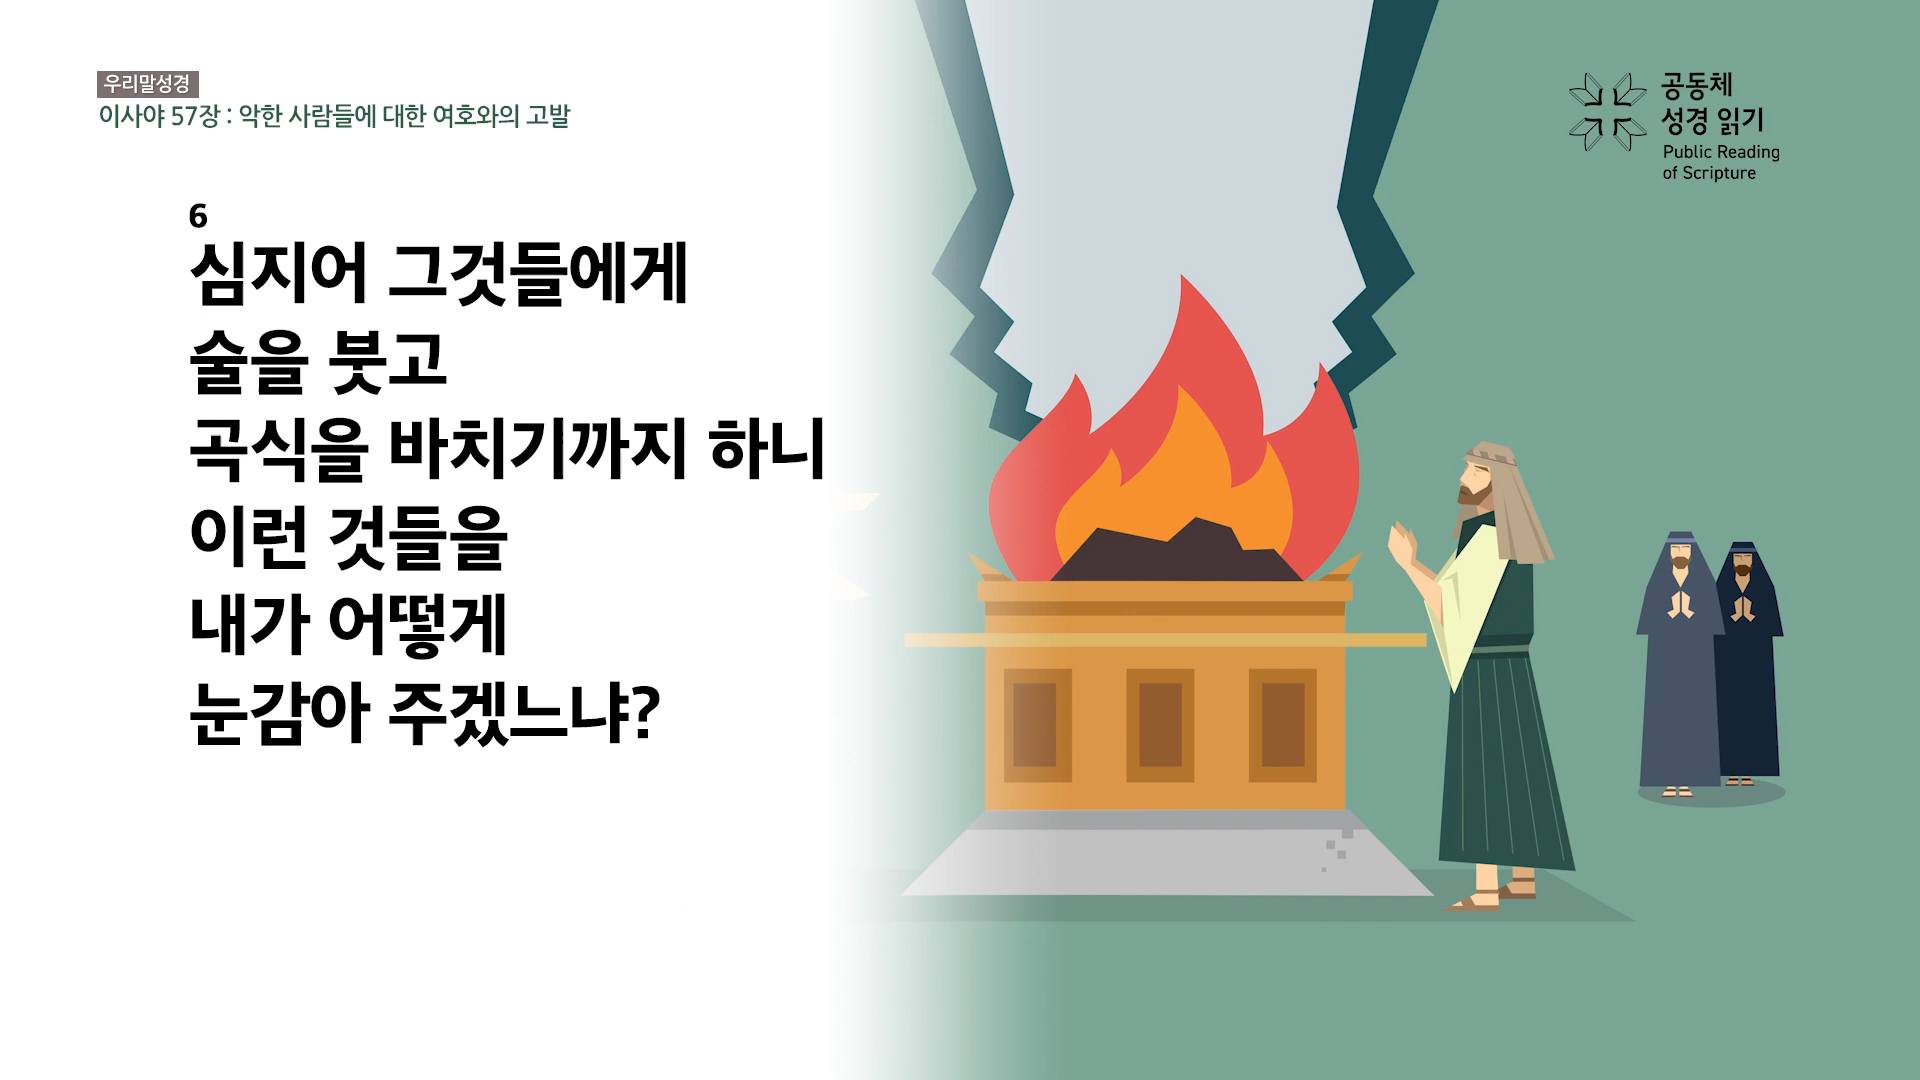 우리말성경
이사야 57장 : 악한 사람들에 대한 여호와의 고발
공동체
성경 읽기
Public Reading
of Scripture
6
심지어 그것들에게
술을 붓고
곡식을 바치기까지 하니
이런 것들을
내가 어떻게
눈감아 주겠느냐?